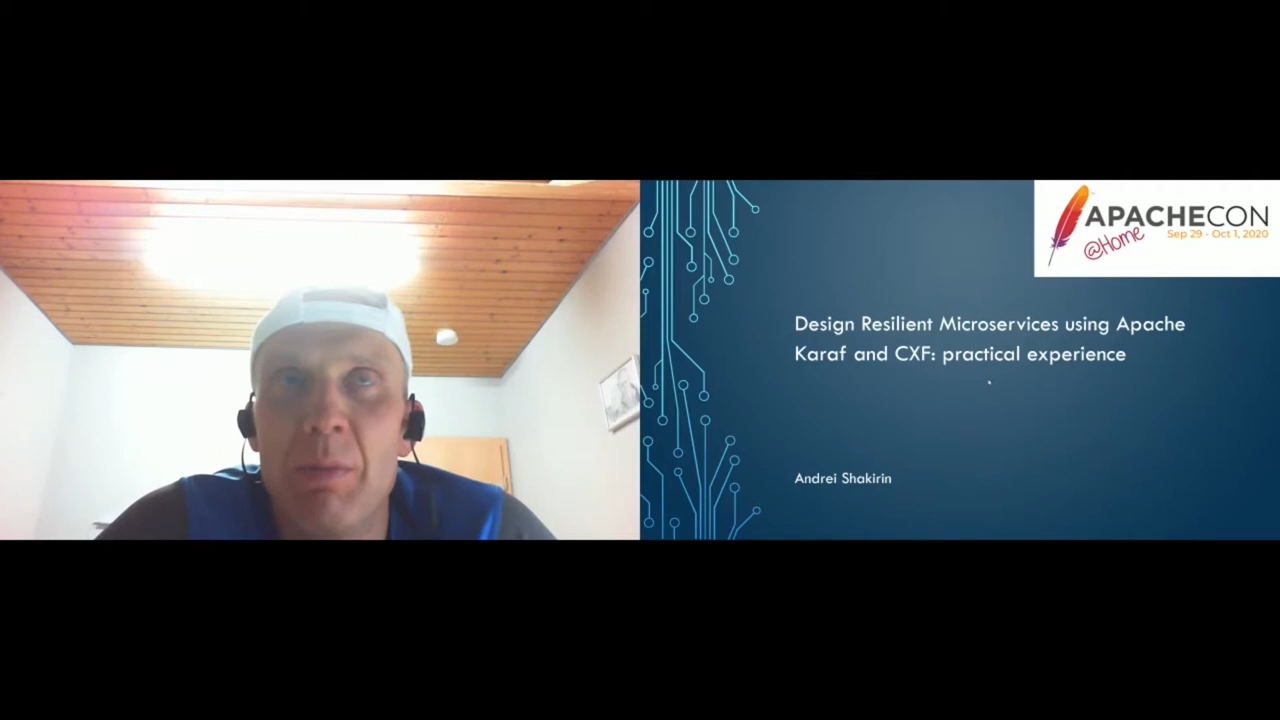 APACHECON
@Home
Sep 29 - Oct 1, 2020
Design Resilient Microservices using Apache
Karaf and CXF: practical experience
Andrei Shakirin